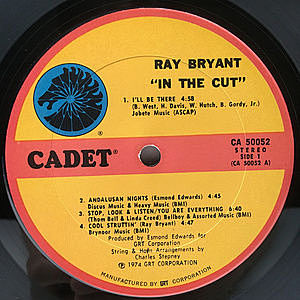 RAY BRYANT
"IN THE CUT"
1. I'LL BE THERE 4:58
(B. West, H. Davis, W. Hutch, B. Gordy, Jr.)
Jobete Music (ASCAP)
CADET®
CA 50052
STEREO
SIDE 1
(CA 50052 A)
2. ANDALUSAN NIGHTS (Esmond Edwards) 4:45
Discus Music & Heavy Music (BMI)
3. STOP, LOOK & LISTEN/YOU ARE EVERYTHING 6:40
(Thom Bell & Linda Creed) Bellboy & Assorted Music (BMI)
4. COOL STRUTTIN' (Ray Bryant) 4:47
Brynoor Music (BMI)
Produced by Esmond Edwards for
GRT Corporation
String & Horn Arrangements by
Charles Stepney
℗ 1974 GRT CORPORATION
MANUFACTURED BY GRT CORPORATION